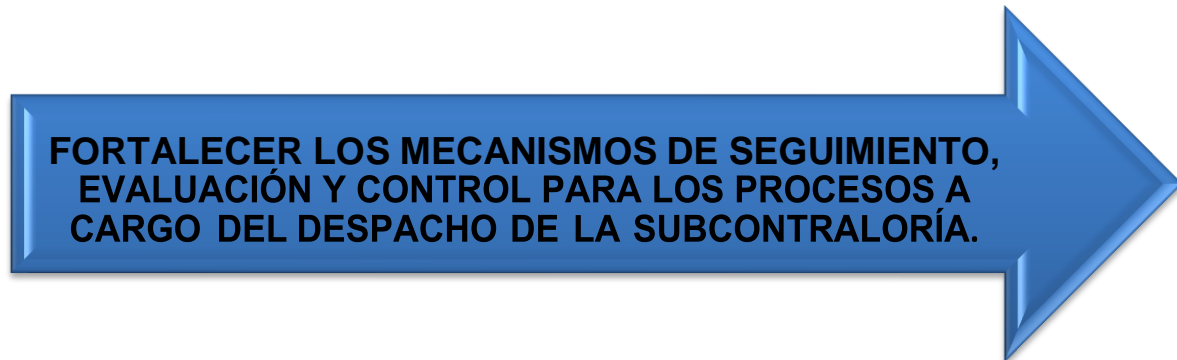 FORTALECER LOS MECANISMOS DE SEGUIMIENTO,
EVALUACIÓN Y CONTROL PARA LOS PROCESOS A
CARGO DEL DESPACHO DE LA SUBCONTRALORÍA.